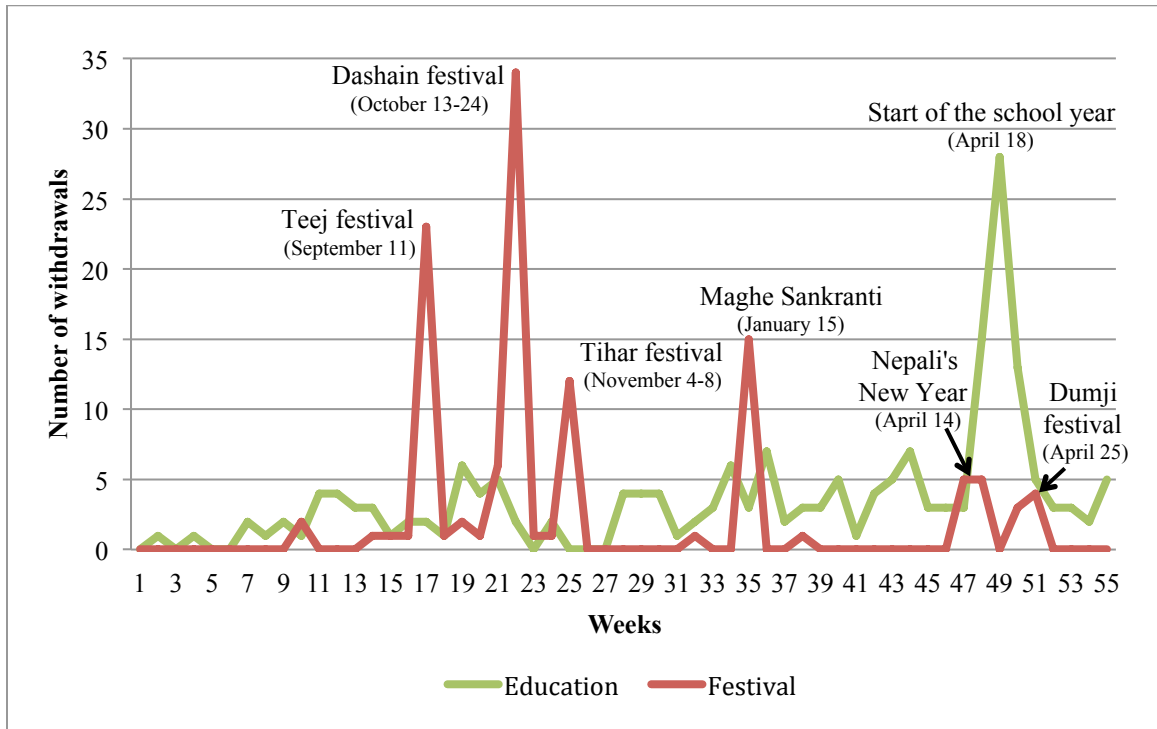 35
30
25
20
15
10
5
0
Number of withdrawals
Dashain festival
(October 13-24)
Start of the school year
(April 18)
Teej festival
(September 11)
Maghe Sankranti
(January 15)
Tihar festival
(November 4-8)
Nepali's
New Year
(April 14)
Dumji
festival
(April 25)
1 3 5 7 9 11 13 15 17 19 21 23 25 27 29 31 33 35 37 39 41 43 45 47 49 51 53 55
Weeks
Education Festival